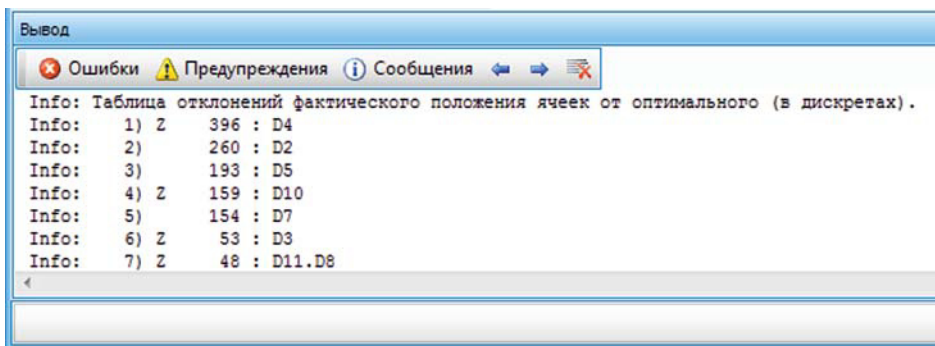 Вывод
Ошибки Предупреждения Сообщения
Info: Таблица отклонений фактического положения ячеек от оптимального (в дискретах).
Info: 1) Z 396 : D4
Info: 2) 260 : D2
Info: 3) 193 : D5
Info: 4) Z 159 : D10
Info: 5) 154 : D7
Info: 6) Z 53 : D3
Info: 7) Z 48 : D11.D8